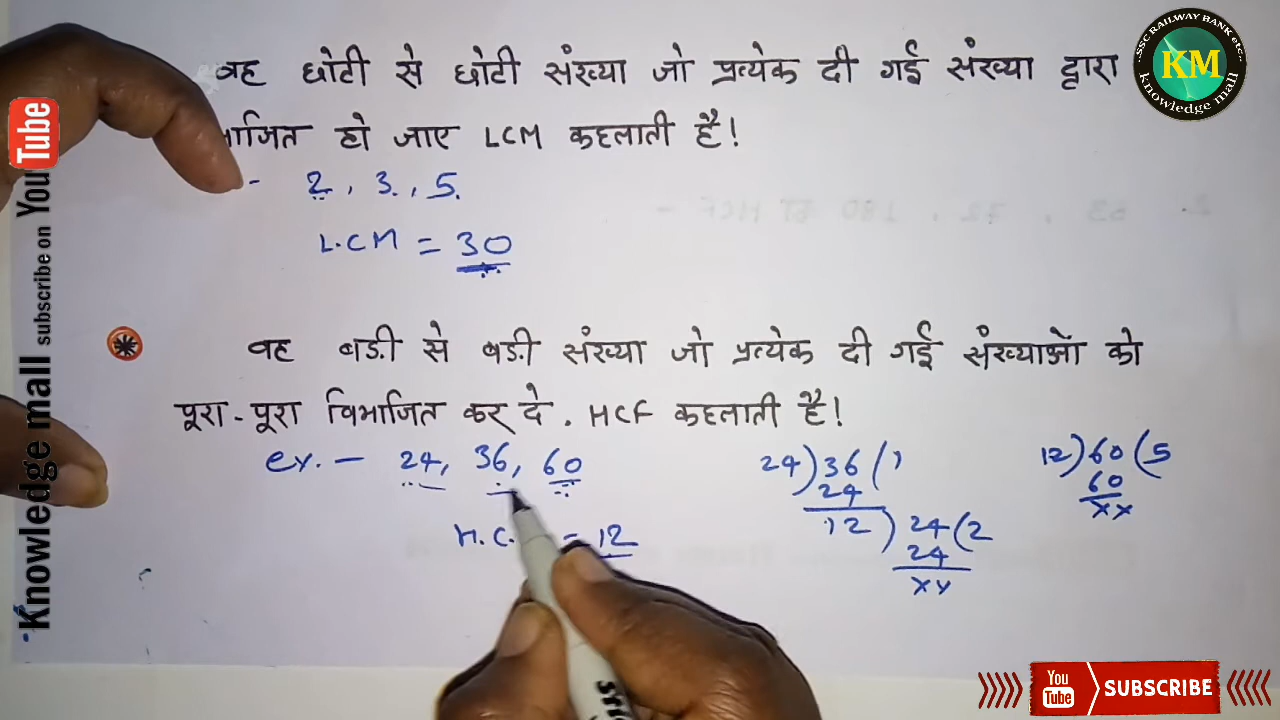 वह छोटी से छोटी संख्या जो प्रत्येक दी गई संख्या द्वारा
हो जाए LCM कहलाती है!
- 2, 3, 5
L.C.M = 30
वह बड़ी से बड़ी संख्या जो प्रत्येक दी गई संख्याओं को
पूरा-पूरा विभाजित कर दे. HCF कहलाती है!
ex. - 24, 36, 60
H.C. = 12
24)36(1
24
12)24(2
24
xx
12)60(5
60
xx
SSC RAILWAY BANK etc
KM
Knowledge mall
Knowledge mall subscribe on YouTube
You Tube SUBSCRIBE